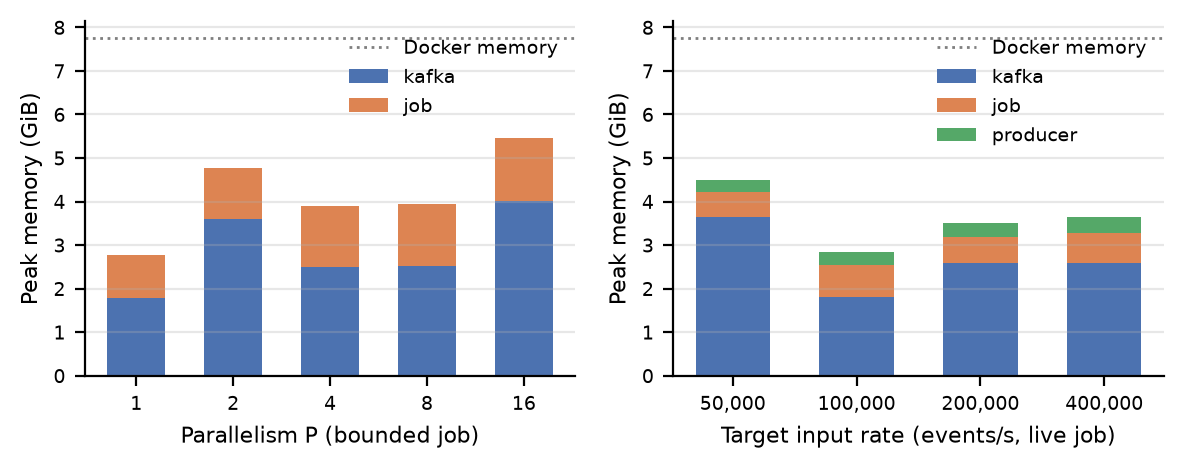 Peak memory (GiB)
8
7
6
5
4
3
2
1
0
Docker memory
kafka
job
1
2
4
8
16
Parallelism P (bounded job)
Peak memory (GiB)
8
7
6
5
4
3
2
1
0
Docker memory
kafka
job
producer
50,000
100,000
200,000
400,000
Target input rate (events/s, live job)